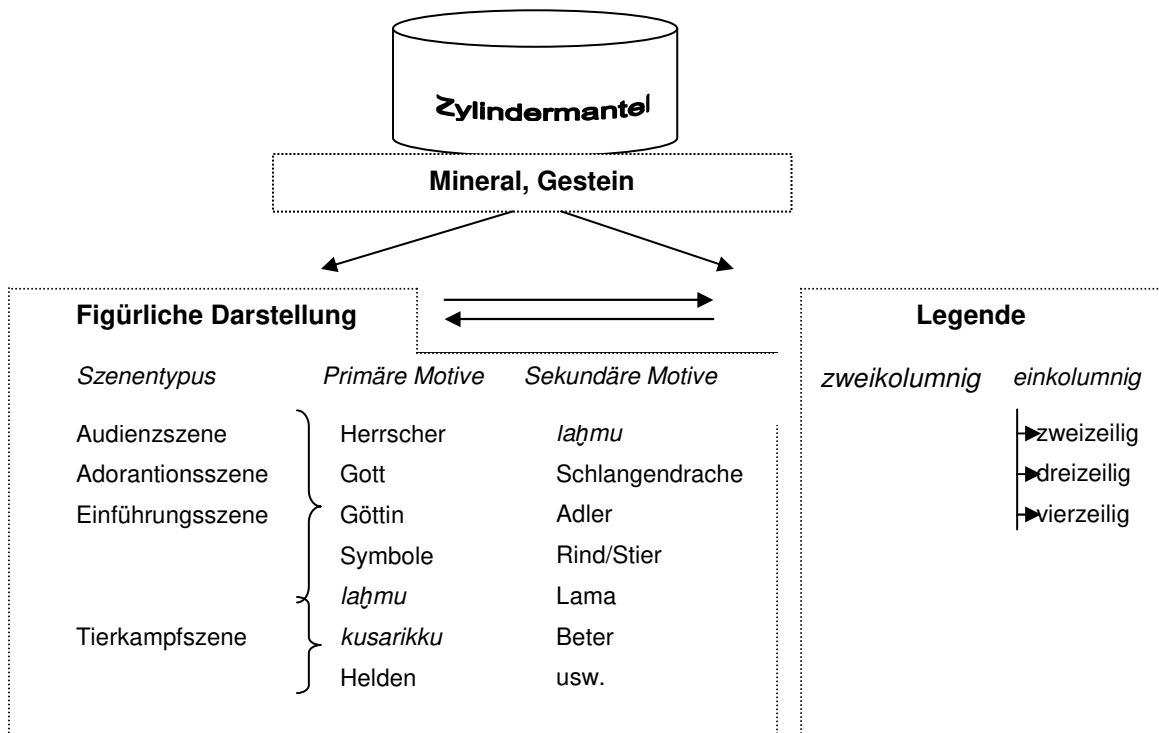 Zylindermantel
Mineral, Gestein
Figürliche Darstellung
Legende
Szenentypus Primäre Motive Sekundäre Motive zweikolumnig einkolumnig
Audienzszene Herrscher laḫmu zweizeilig
Adorantionsszene Gott Schlangendrache dreizeilig
Einführungsszene Göttin Adler vierzeilig
Symbole Rind/Stier
laḫmu Lama
Tierkampfszene kusarikku Beter
Helden usw.